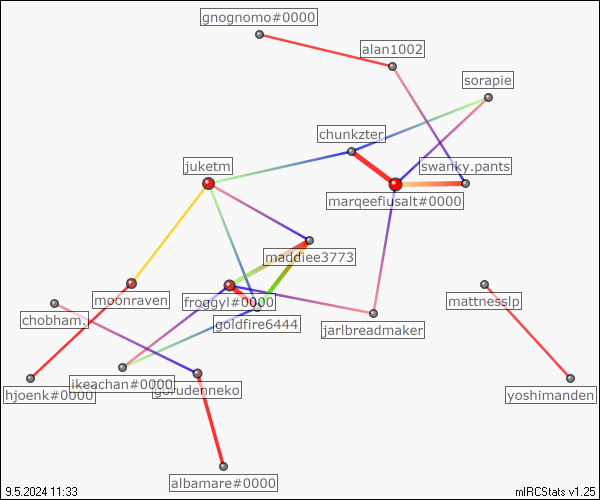 gnognomo#0000
alan1002
sorapie
chunkzter
juketm
swanky.pants
marqeefiusalt#0000
maddiee3773
moonraven
froggyl#0000
mattnesslp
chobham.
goldfire6444
jarlbreadmaker
ikeachan#0000
gorudenneko
hjoenk#0000
yoshimanden
albamare#0000
9.5.2024 11:33
mIRCStats v1.25